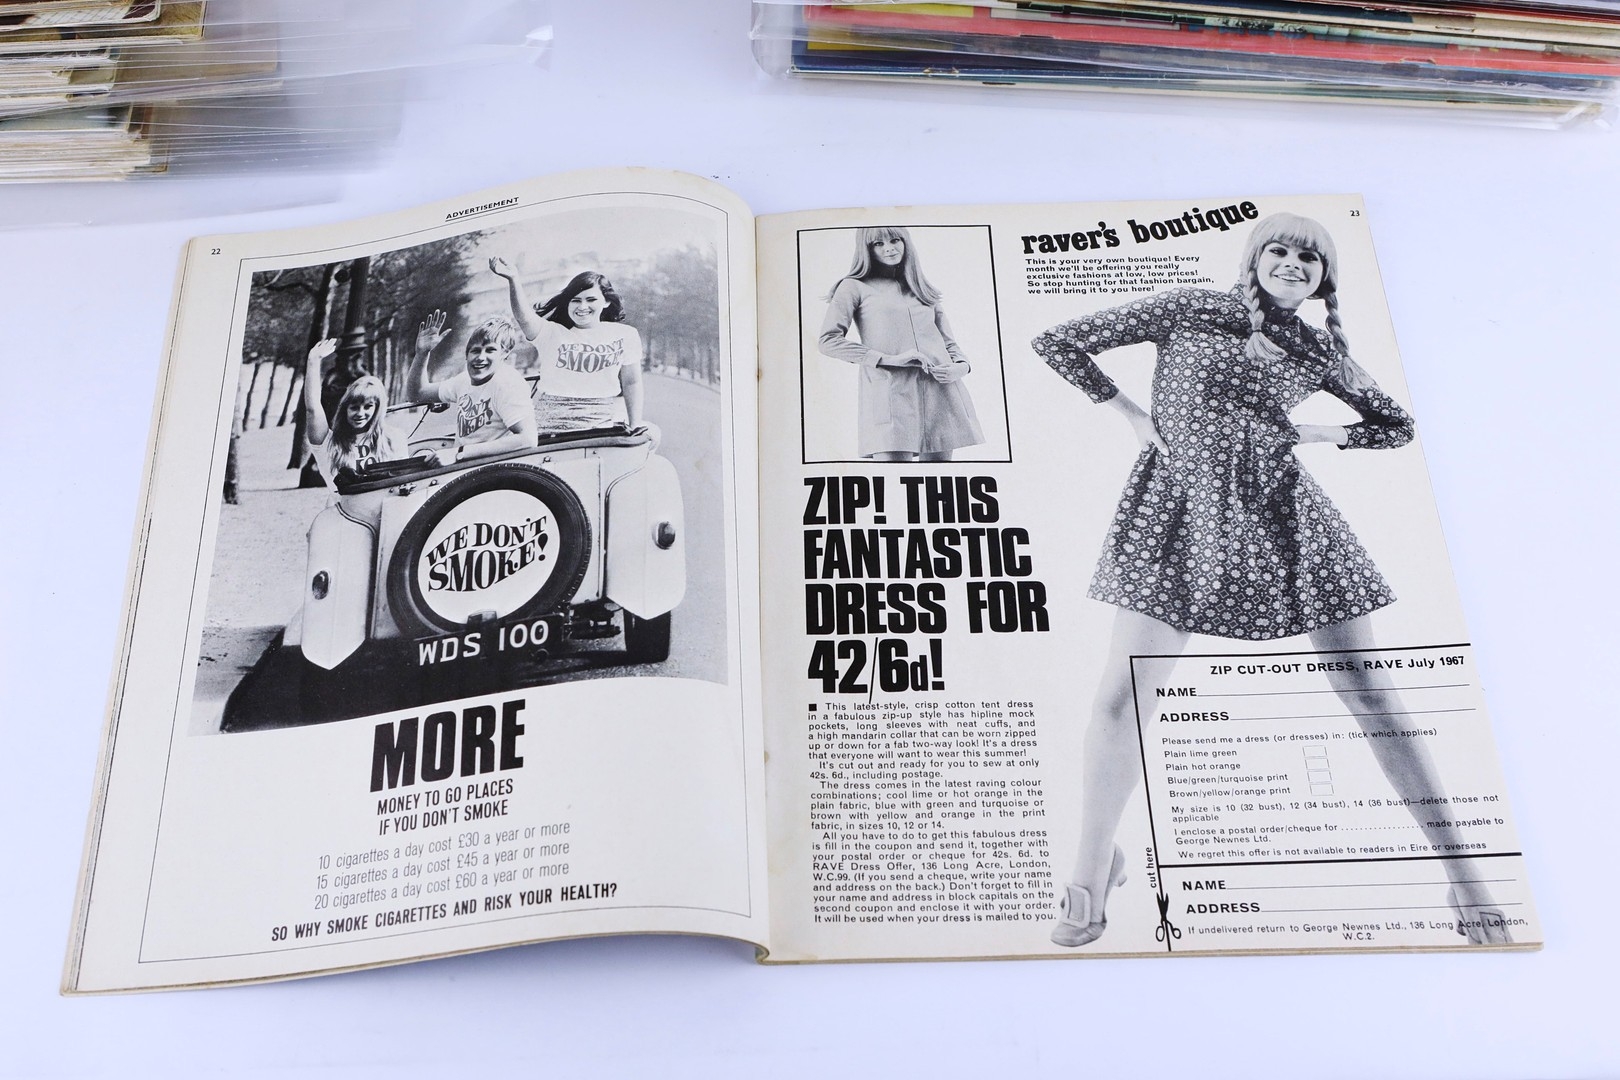 22
ADVERTISEMENT
WE DON'T
SMOKE!
WE DON'T
SMOKE!
WDS 100
MORE
MONEY TO GO PLACES
IF YOU DON'T SMOKE
10 cigarettes a day cost £30 a year or more
15 cigarettes a day cost £45 a year or more
20 cigarettes a day cost £60 a year or more
SO WHY SMOKE CIGARETTES AND RISK YOUR HEALTH?
23
raver's boutique
This is your very own boutique! Every
month we'll be offering you really
exclusive fashions at low, low prices!
So stop hunting for that fashion bargain,
we will bring it to you here!
ZIP! THIS
FANTASTIC
DRESS FOR
42/6d!
■ This latest-style, crisp cotton tent dress
in a fabulous zip-up style has hipline mock
pockets, long sleeves with neat cuffs, and
a high mandarin collar that can be worn zipped
up or down for a fab two-way look! It's a dress
that everyone will want to wear this summer!
It's cut out and ready for you to sew at only
42s. 6d., including postage.
The dress comes in the latest raving colour
combinations; cool lime or hot orange in the
plain fabric, blue with green and turquoise or
brown with yellow and orange in the print
fabric, in sizes 10, 12 or 14.
All you have to do to get this fabulous dress
is fill in the coupon and send it, together with
your postal order or cheque for 42s. 6d. to
RAVE Dress Offer, 136 Long Acre, London,
W.C.99. (If you send a cheque, write your name
and address on the back.) Don't forget to fill in
your name and address in block capitals on the
second coupon and enclose it with your order.
It will be used when your dress is mailed to you.
ZIP CUT-OUT DRESS, RAVE July 1967
NAME
ADDRESS
Please send me a dress (or dresses) in: (tick which applies)
Plain lime green
Plain hot orange
Blue/green/turquoise print
Brown/yellow/orange print
My size is 10 (32 bust), 12 (34 bust), 14 (36 bust)—delete those not
applicable
I enclose a postal order/cheque for .................. made payable to
George Newnes Ltd.
We regret this offer is not available to readers in Eire or overseas
cut here
NAME
ADDRESS
If undelivered return to George Newnes Ltd., 136 Long Acre, London,
W.C.2.